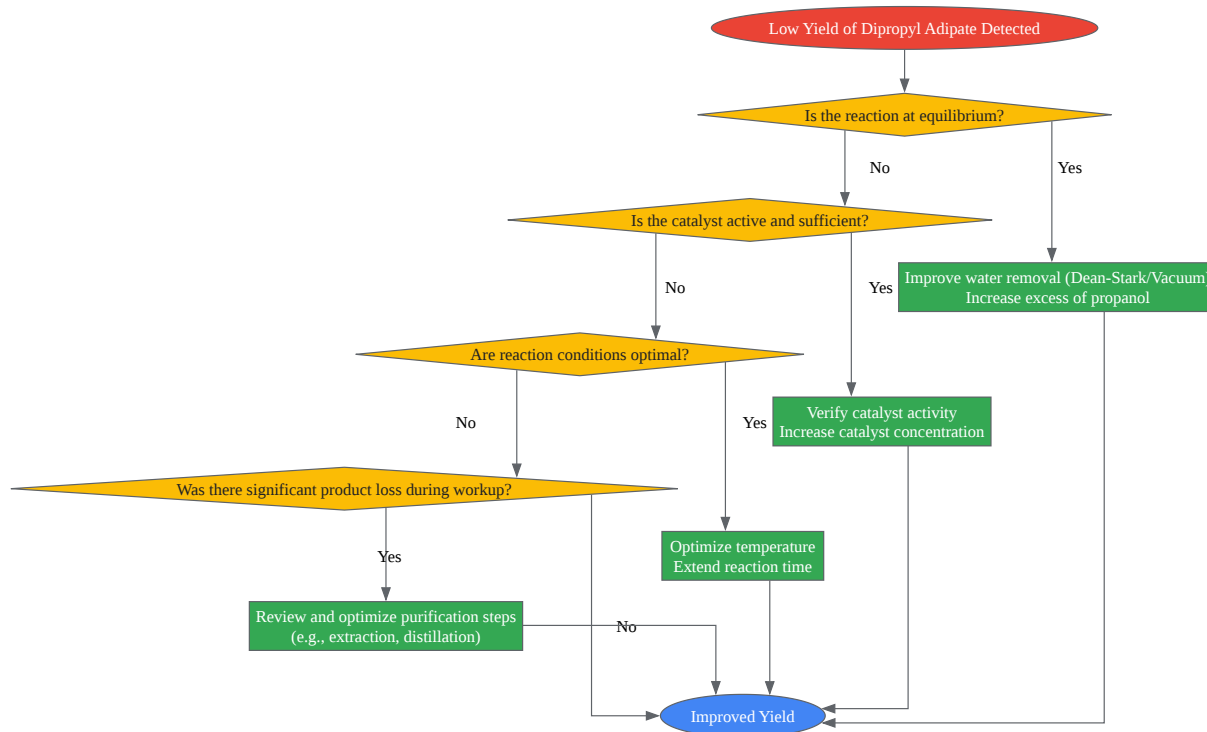 Low Yield of Dipropyl Adipate Detected
Is the reaction at equilibrium?
No
Yes
Is the catalyst active and sufficient?
No
Yes
Improve water removal (Dean-Stark/Vacuum)
Increase excess of propanol
Are reaction conditions optimal?
No
Yes
Verify catalyst activity
Increase catalyst concentration
Was there significant product loss during workup?
Yes
Optimize temperature
Extend reaction time
Review and optimize purification steps
(e.g., extraction, distillation)
No
Improved Yield